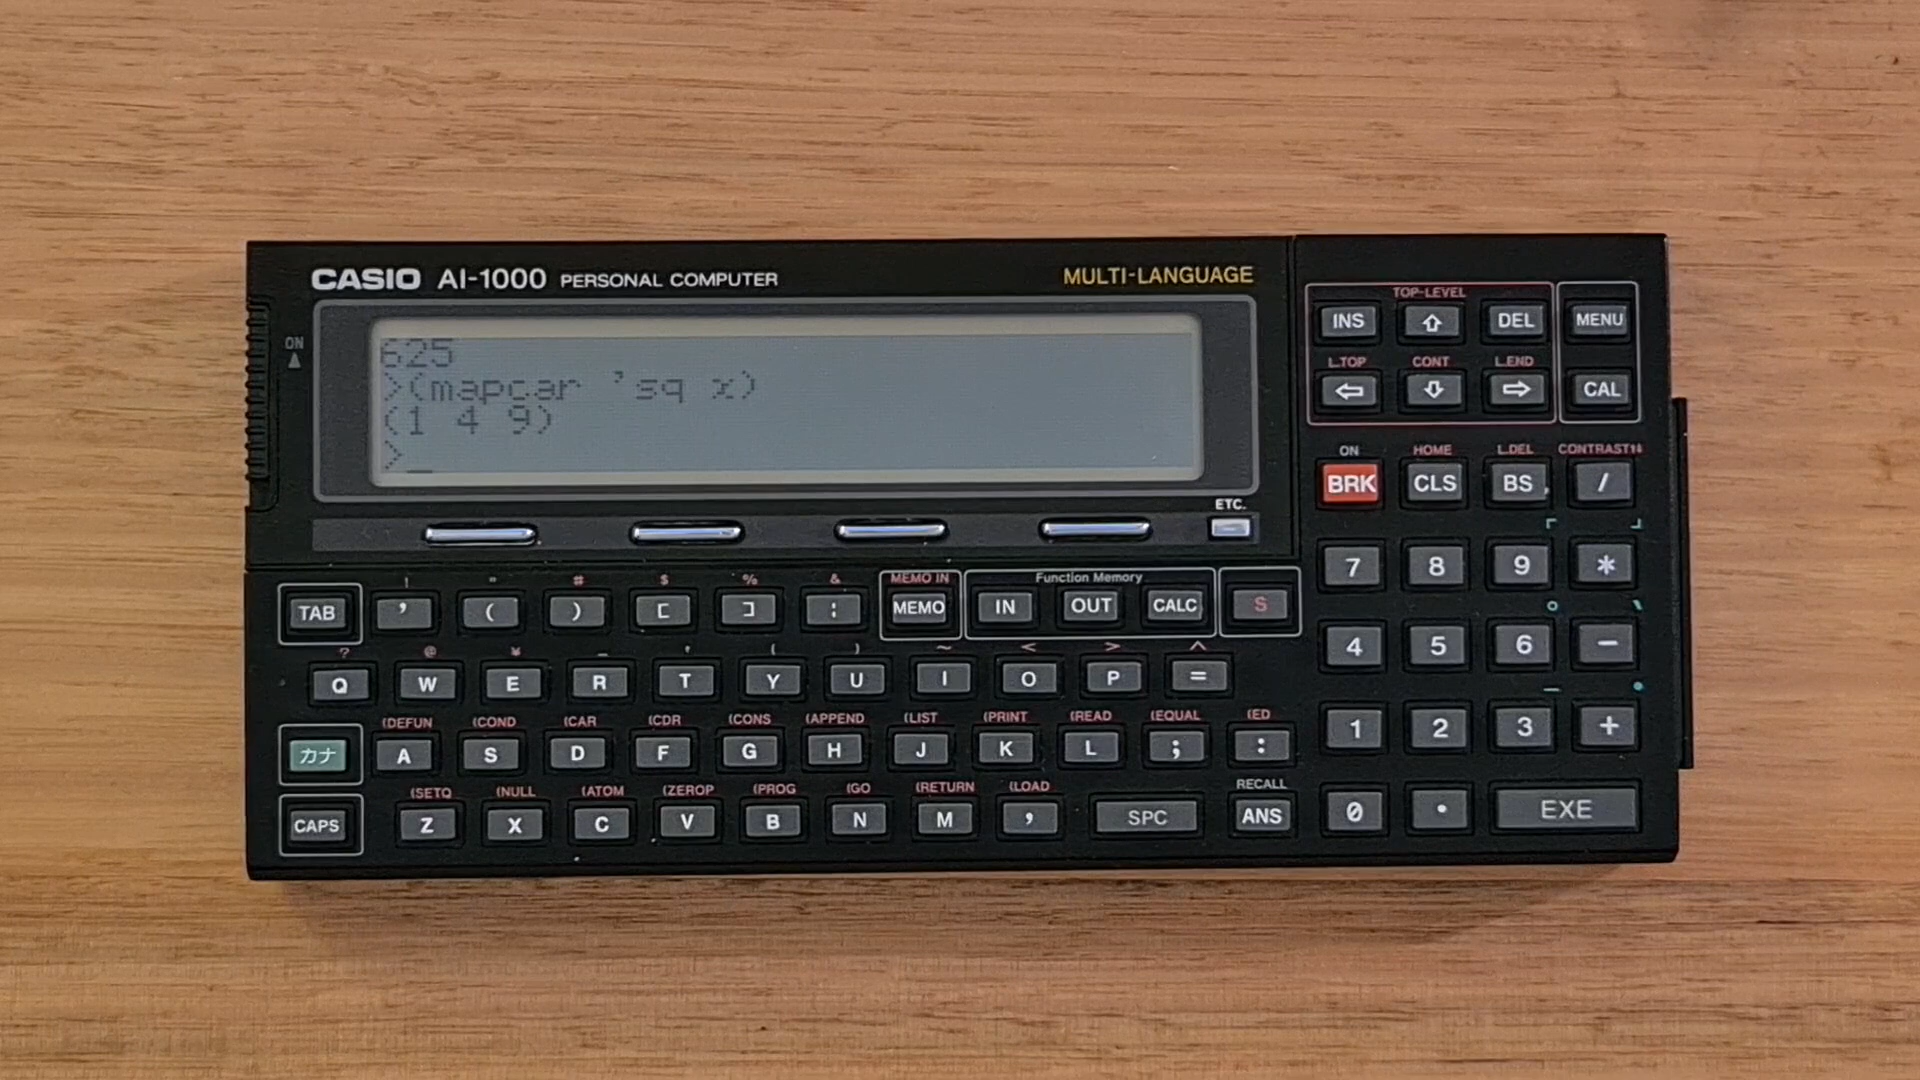 CASIO AI-1000 PERSONAL COMPUTER MULTI-LANGUAGE
ON
625
>(mapcar 'sq x)
(1 4 9)
>_
ETC.
TOP-LEVEL
INS ⇧ DEL MENU
L.TOP CONT L.END
⇦ ⇩ ⇨ CAL
ON HOME L.DEL CONTRAST⇅
BRK CLS BS /
「 」
7 8 9 *
° 、
4 5 6 −
— •
1 2 3 +
0 • EXE
! " # $ % & MEMO IN Function Memory
TAB ' ( ) [ ] ¦ MEMO IN OUT CALC S
? @ ¥ _ ' { } ~ < > ^
Q W E R T Y U I O P =
(DEFUN (COND (CAR (CDR (CONS (APPEND (LIST (PRINT (READ (EQUAL (ED
カナ A S D F G H J K L ; :
(SETQ (NULL (ATOM (ZEROP (PROG (GO (RETURN (LOAD RECALL
CAPS Z X C V B N M , SPC ANS